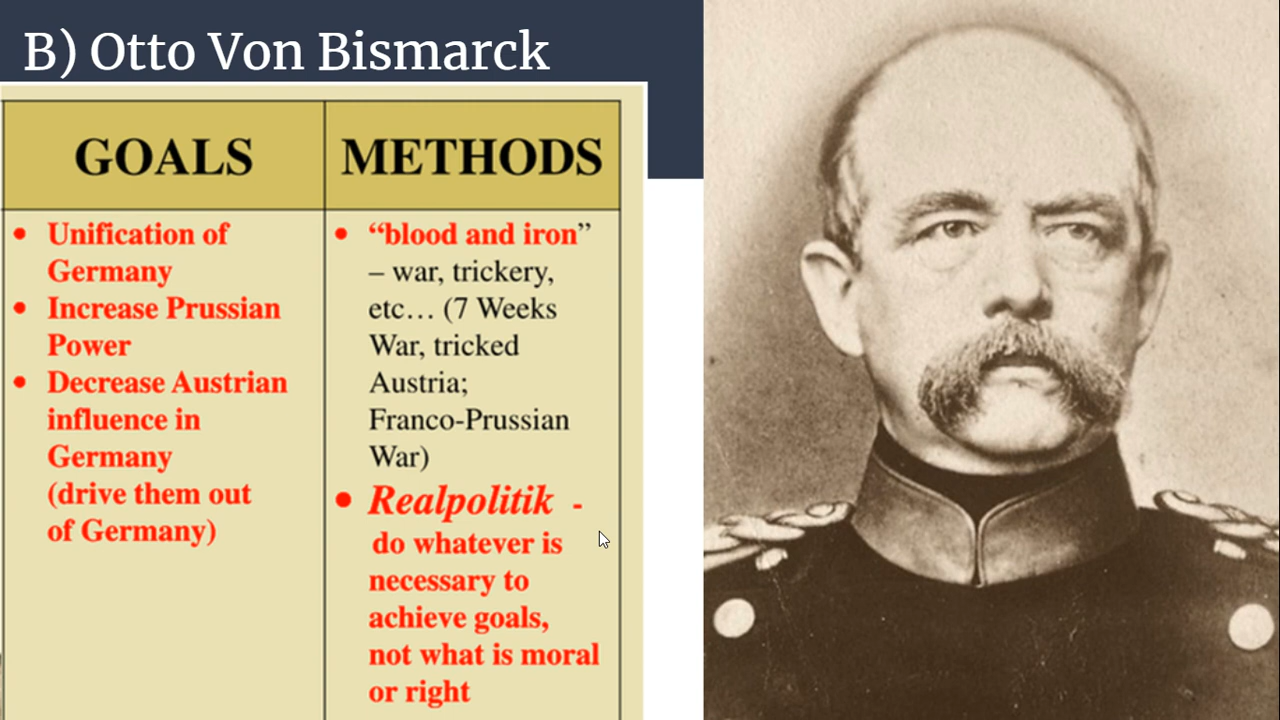 B) Otto Von Bismarck
GOALS
METHODS
• Unification of
Germany
• Increase Prussian
Power
• Decrease Austrian
influence in
Germany
(drive them out
of Germany)
• “blood and iron”
– war, trickery,
etc… (7 Weeks
War, tricked
Austria;
Franco-Prussian
War)
• Realpolitik -
do whatever is
necessary to
achieve goals,
not what is moral
or right